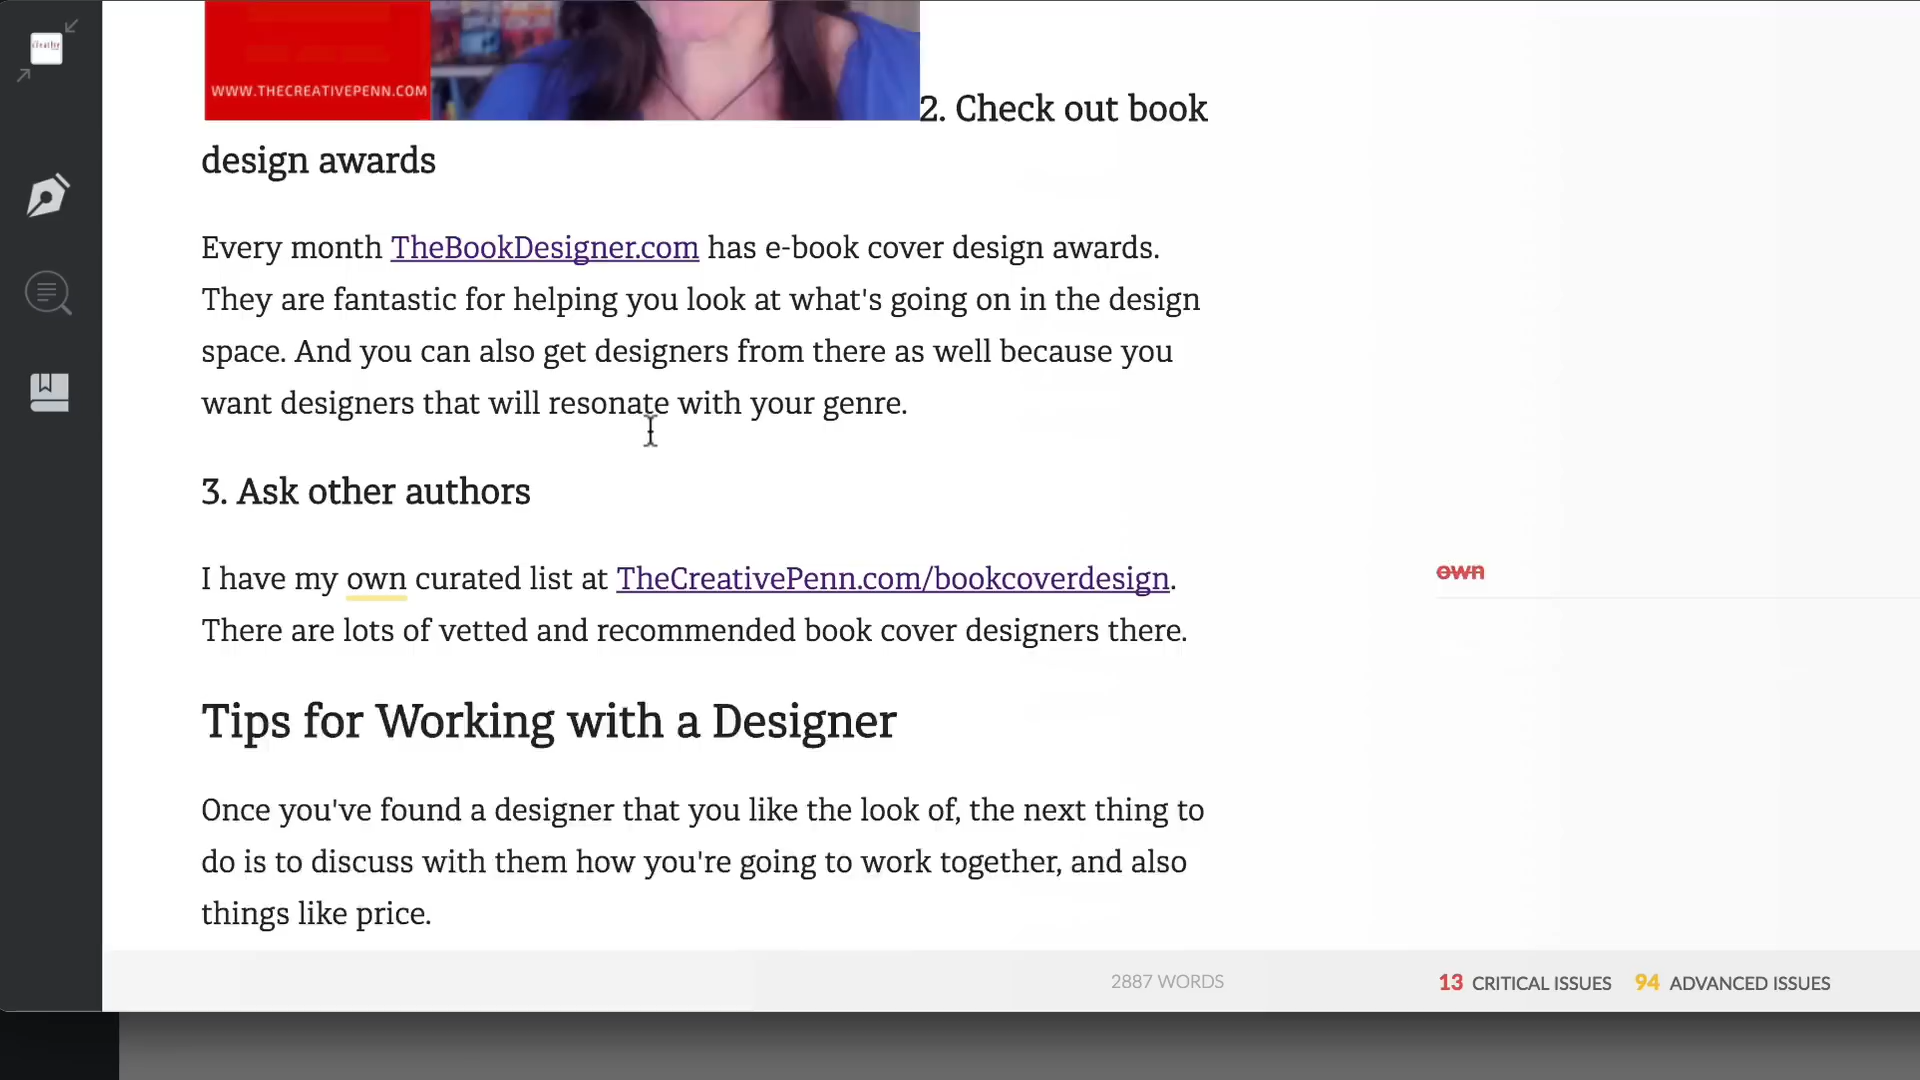 WWW.THECREATIVEPENN.COM
2. Check out book
design awards
Every month TheBookDesigner.com has e-book cover design awards.
They are fantastic for helping you look at what's going on in the design
space. And you can also get designers from there as well because you
want designers that will resonate with your genre.
3. Ask other authors
I have my own curated list at TheCreativePenn.com/bookcoverdesign.
own
There are lots of vetted and recommended book cover designers there.
Tips for Working with a Designer
Once you've found a designer that you like the look of, the next thing to
do is to discuss with them how you're going to work together, and also
things like price.
2887 WORDS
13 CRITICAL ISSUES 94 ADVANCED ISSUES